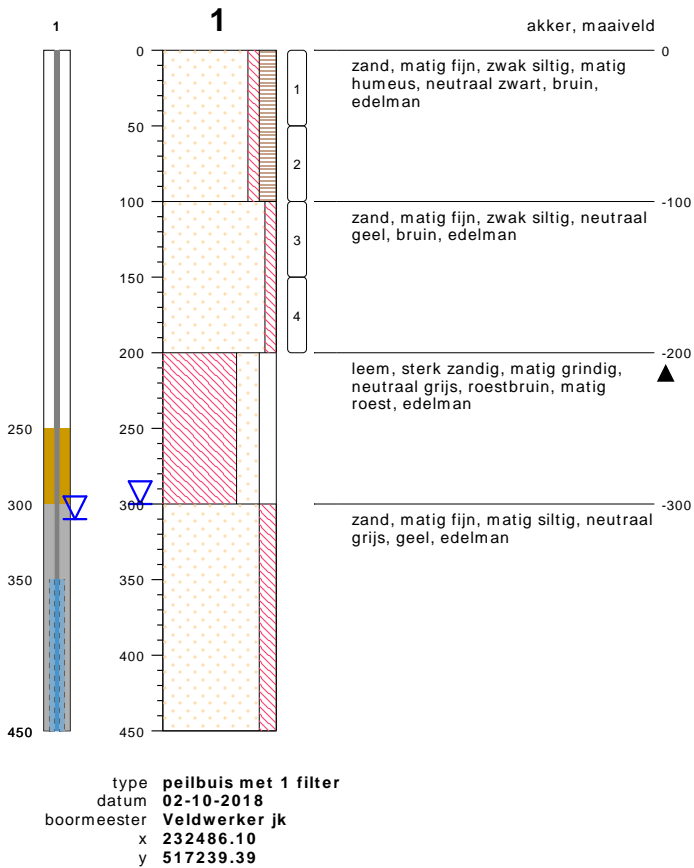 1
1
akker, maaiveld
0
50
100
150
200
250
300
350
400
450
250
300
350
450
1
2
3
4
0
zand, matig fijn, zwak siltig, matig
humeus, neutraal zwart, bruin,
edelman
-100
zand, matig fijn, zwak siltig, neutraal
geel, bruin, edelman
-200
leem, sterk zandig, matig grindig,
neutraal grijs, roestbruin, matig
roest, edelman
-300
zand, matig fijn, matig siltig, neutraal
grijs, geel, edelman
type peilbuis met 1 filter
datum 02-10-2018
boormeester Veldwerker jk
x 232486.10
y 517239.39